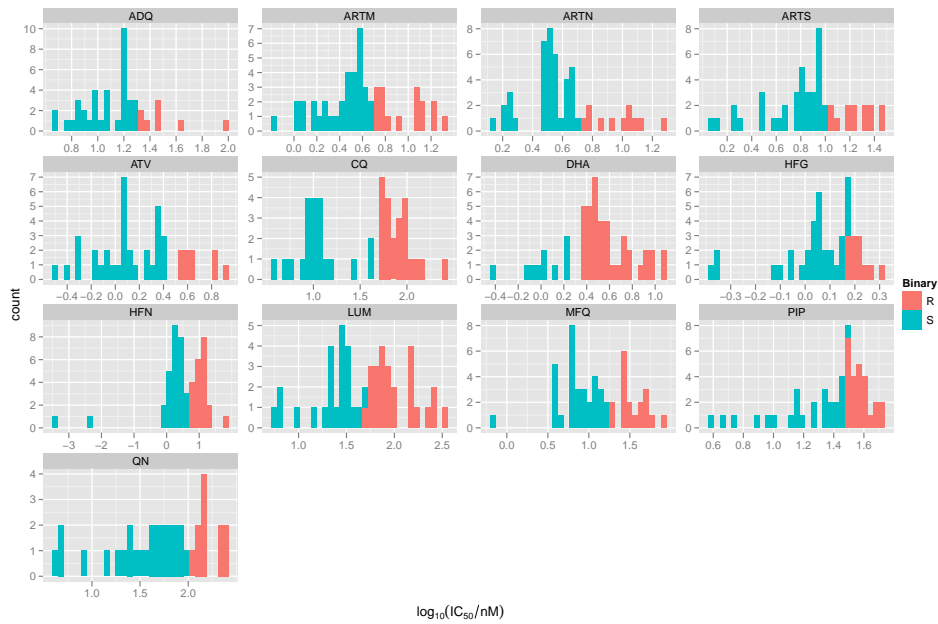 ADQ ARTM ARTN ARTS
10 8 6 4 2 0
7 6 5 4 3 2 1 0
8 6 4 2 0
8 6 4 2 0
0.8 1.0 1.2 1.4 1.6 1.8 2.0
0.0 0.2 0.4 0.6 0.8 1.0 1.2
0.2 0.4 0.6 0.8 1.0 1.2
0.2 0.4 0.6 0.8 1.0 1.2 1.4
ATV CQ DHA HFG
7 6 5 4 3 2 1 0
5 4 3 2 1 0
7 6 5 4 3 2 1 0
7 6 5 4 3 2 1 0
−0.4 −0.2 0.0 0.2 0.4 0.6 0.8
1.0 1.5 2.0
−0.4 −0.2 0.0 0.2 0.4 0.6 0.8 1.0
−0.3 −0.2 −0.1 0.0 0.1 0.2 0.3
count
Binary
R
S
HFN LUM MFQ PIP
8 6 4 2 0
5 4 3 2 1 0
8 6 4 2 0
8 6 4 2 0
−3 −2 −1 0 1
1.0 1.5 2.0 2.5
0.0 0.5 1.0 1.5
0.6 0.8 1.0 1.2 1.4 1.6
QN
4 3 2 1 0
1.0 1.5 2.0
log₁₀(IC₅₀/nM)